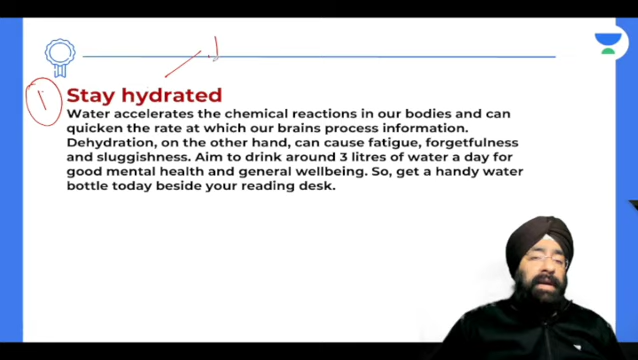 Stay hydrated
Water accelerates the chemical reactions in our bodies and can
quicken the rate at which our brains process information.
Dehydration, on the other hand, can cause fatigue, forgetfulness
and sluggishness. Aim to drink around 3 litres of water a day for
good mental health and general wellbeing. So, get a handy water
bottle today beside your reading desk.